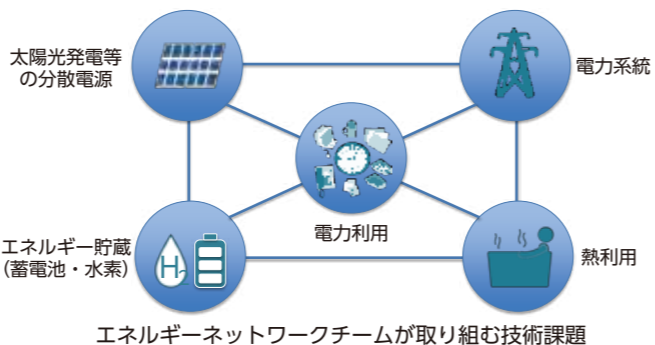 太陽光発電等
の分散電源
電力系統
電力利用
エネルギー貯蔵
(蓄電池・水素)
H2
熱利用
エネルギーネットワークチームが取り組む技術課題